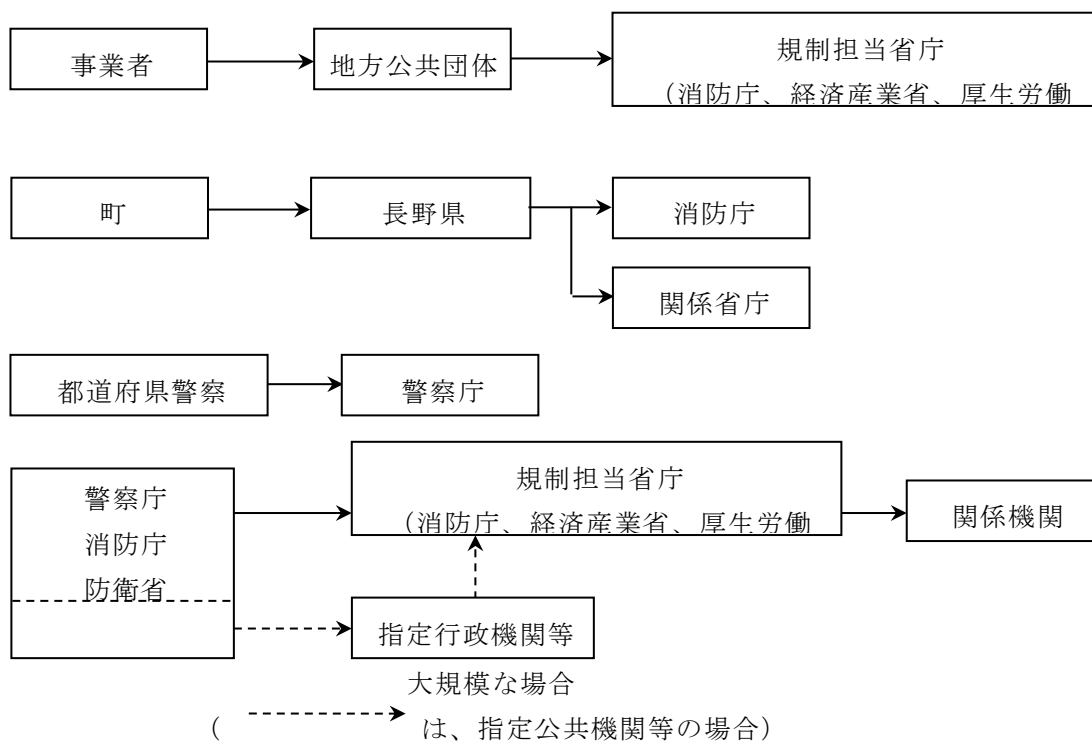 事業者
地方公共団体
規制担当省庁
（消防庁、経済産業省、厚生労働
町
長野県
消防庁
関係省庁
都道府県警察
警察庁
警察庁
消防庁
防衛省
規制担当省庁
（消防庁、経済産業省、厚生労働
関係機関
指定行政機関等
大規模な場合
（ は、指定公共機関等の場合）